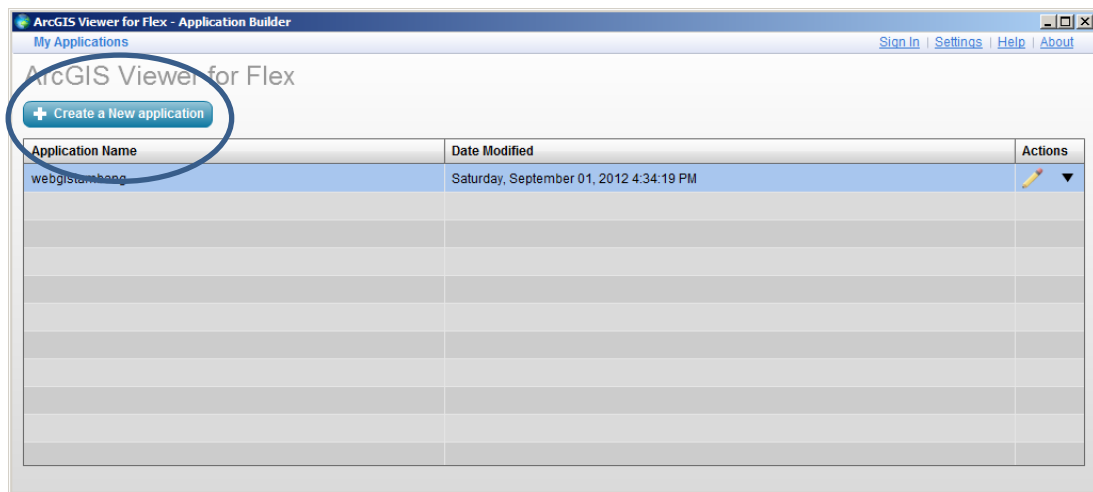 ArcGIS Viewer for Flex - Application Builder
My Applications
Sign In | Settings | Help | About
ArcGIS Viewer for Flex
+ Create a New application
Application Name Date Modified Actions
webgistambang Saturday, September 01, 2012 4:34:19 PM